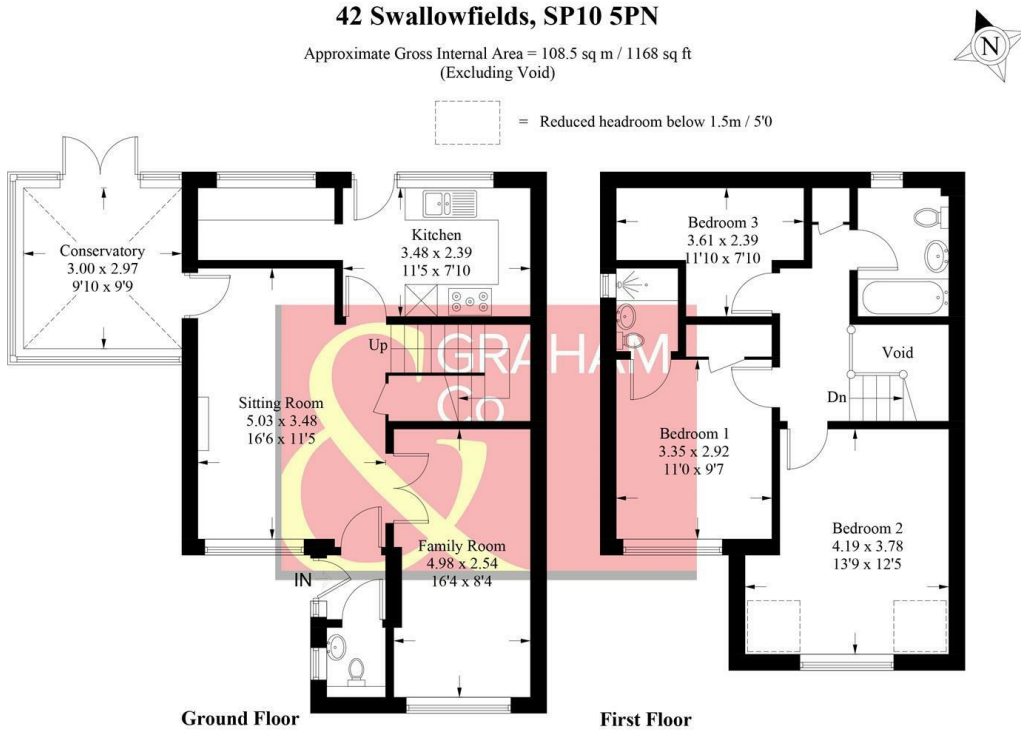 42 Swallowfields, SP10 5PN
Approximate Gross Internal Area = 108.5 sq m / 1168 sq ft
(Excluding Void)
N
= Reduced headroom below 1.5m / 5'0
Conservatory
3.00 x 2.97
9'10 x 9'9
Kitchen
3.48 x 2.39
11'5 x 7'10
Up
Sitting Room
5.03 x 3.48
16'6 x 11'5
Family Room
4.98 x 2.54
16'4 x 8'4
IN
Ground Floor
Bedroom 3
3.61 x 2.39
11'10 x 7'10
Void
Dn
Bedroom 1
3.35 x 2.92
11'0 x 9'7
Bedroom 2
4.19 x 3.78
13'9 x 12'5
First Floor
&
GRAHAM
Co